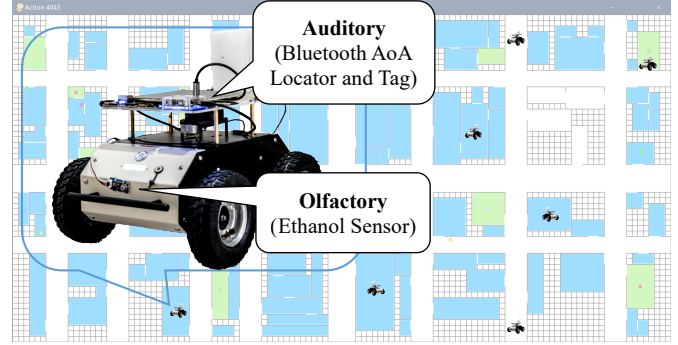 Action 4043
Auditory
(Bluetooth AoA
Locator and Tag)
Olfactory
(Ethanol Sensor)